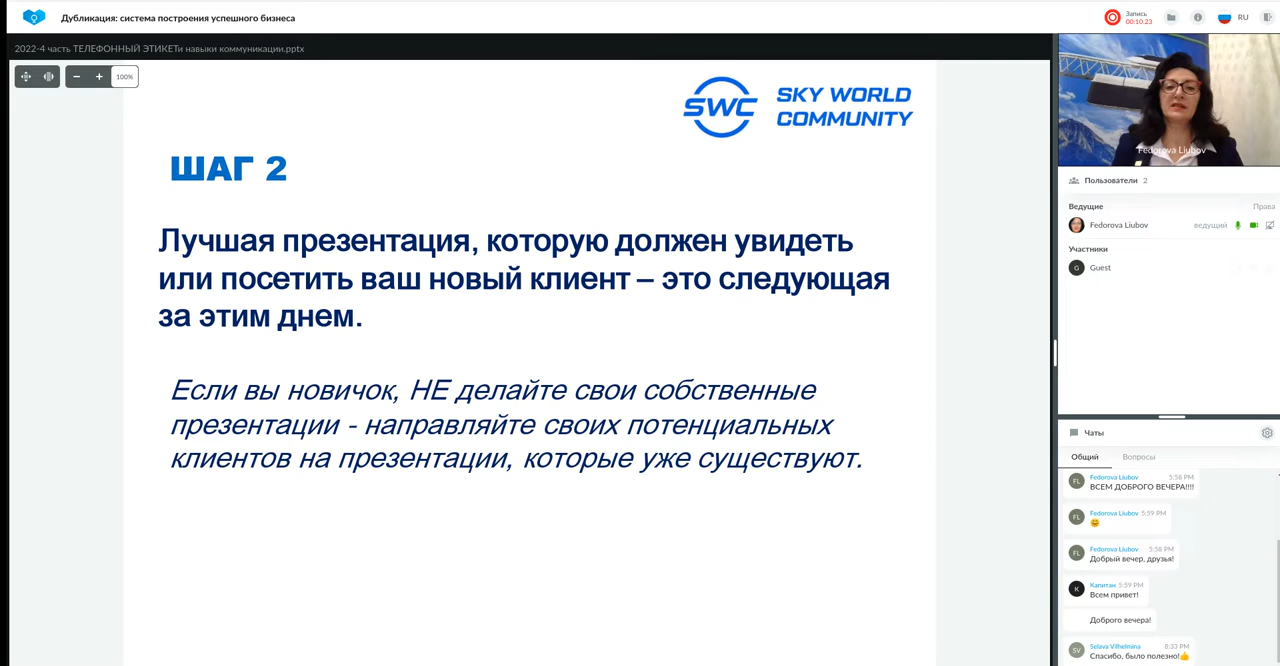 Дубликация: система построения успешного бизнеса
Запись
00:10:23
RU
2022-4 часть ТЕЛЕФОННЫЙ ЭТИКЕТи навыки коммуникации.pptx
100%
SWC
SKY WORLD
COMMUNITY
ШАГ 2
Лучшая презентация, которую должен увидеть
или посетить ваш новый клиент – это следующая
за этим днем.
Если вы новичок, НЕ делайте свои собственные
презентации - направляйте своих потенциальных
клиентов на презентации, которые уже существуют.
Fedorova Liubov
Пользователи 2
Ведущие Права
Fedorova Liubov ведущий
Участники
G Guest
Чаты
Общий Вопросы
FL Fedorova Liubov 5:58 PM
ВСЕМ ДОБРОГО ВЕЧЕРА!!!!
FL Fedorova Liubov 5:59 PM
😊
FL Fedorova Liubov 5:58 PM
Добрый вечер, друзья!
K Капитан 5:59 PM
Всем привет!
Доброго вечера!
SV Selava Vilhelmina 8:33 PM
Спасибо, было полезно!👍